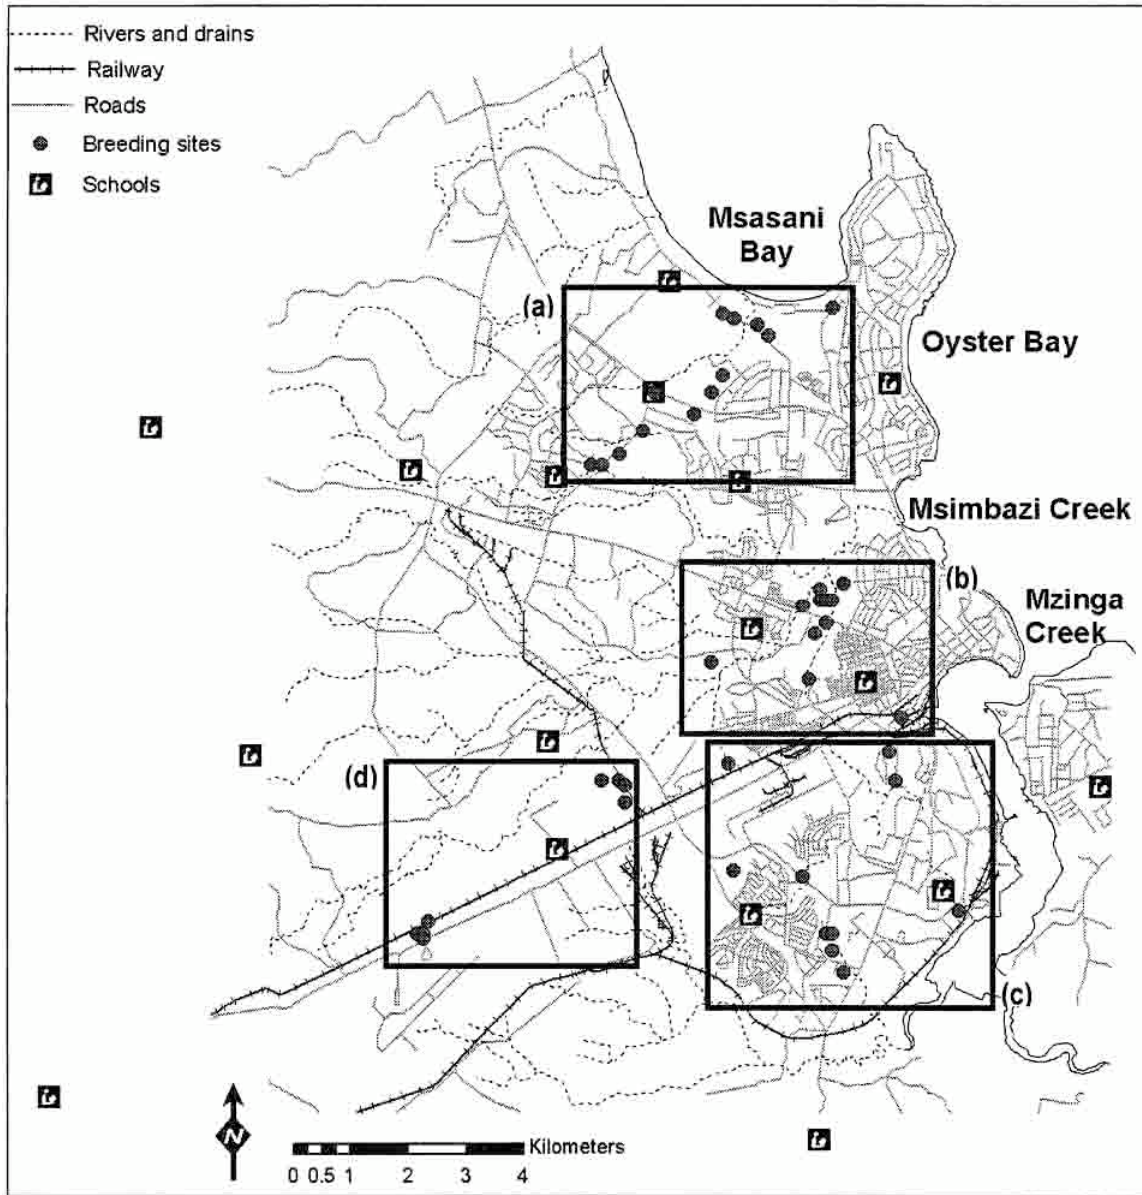 Rivers and drains
Railway
Roads
Breeding sites
Schools
Msasani
Bay
(a)
Oyster Bay
Msimbazi Creek
(b)
Mzinga
Creek
(d)
(c)
N
Kilometers
0 0.5 1 2 3 4